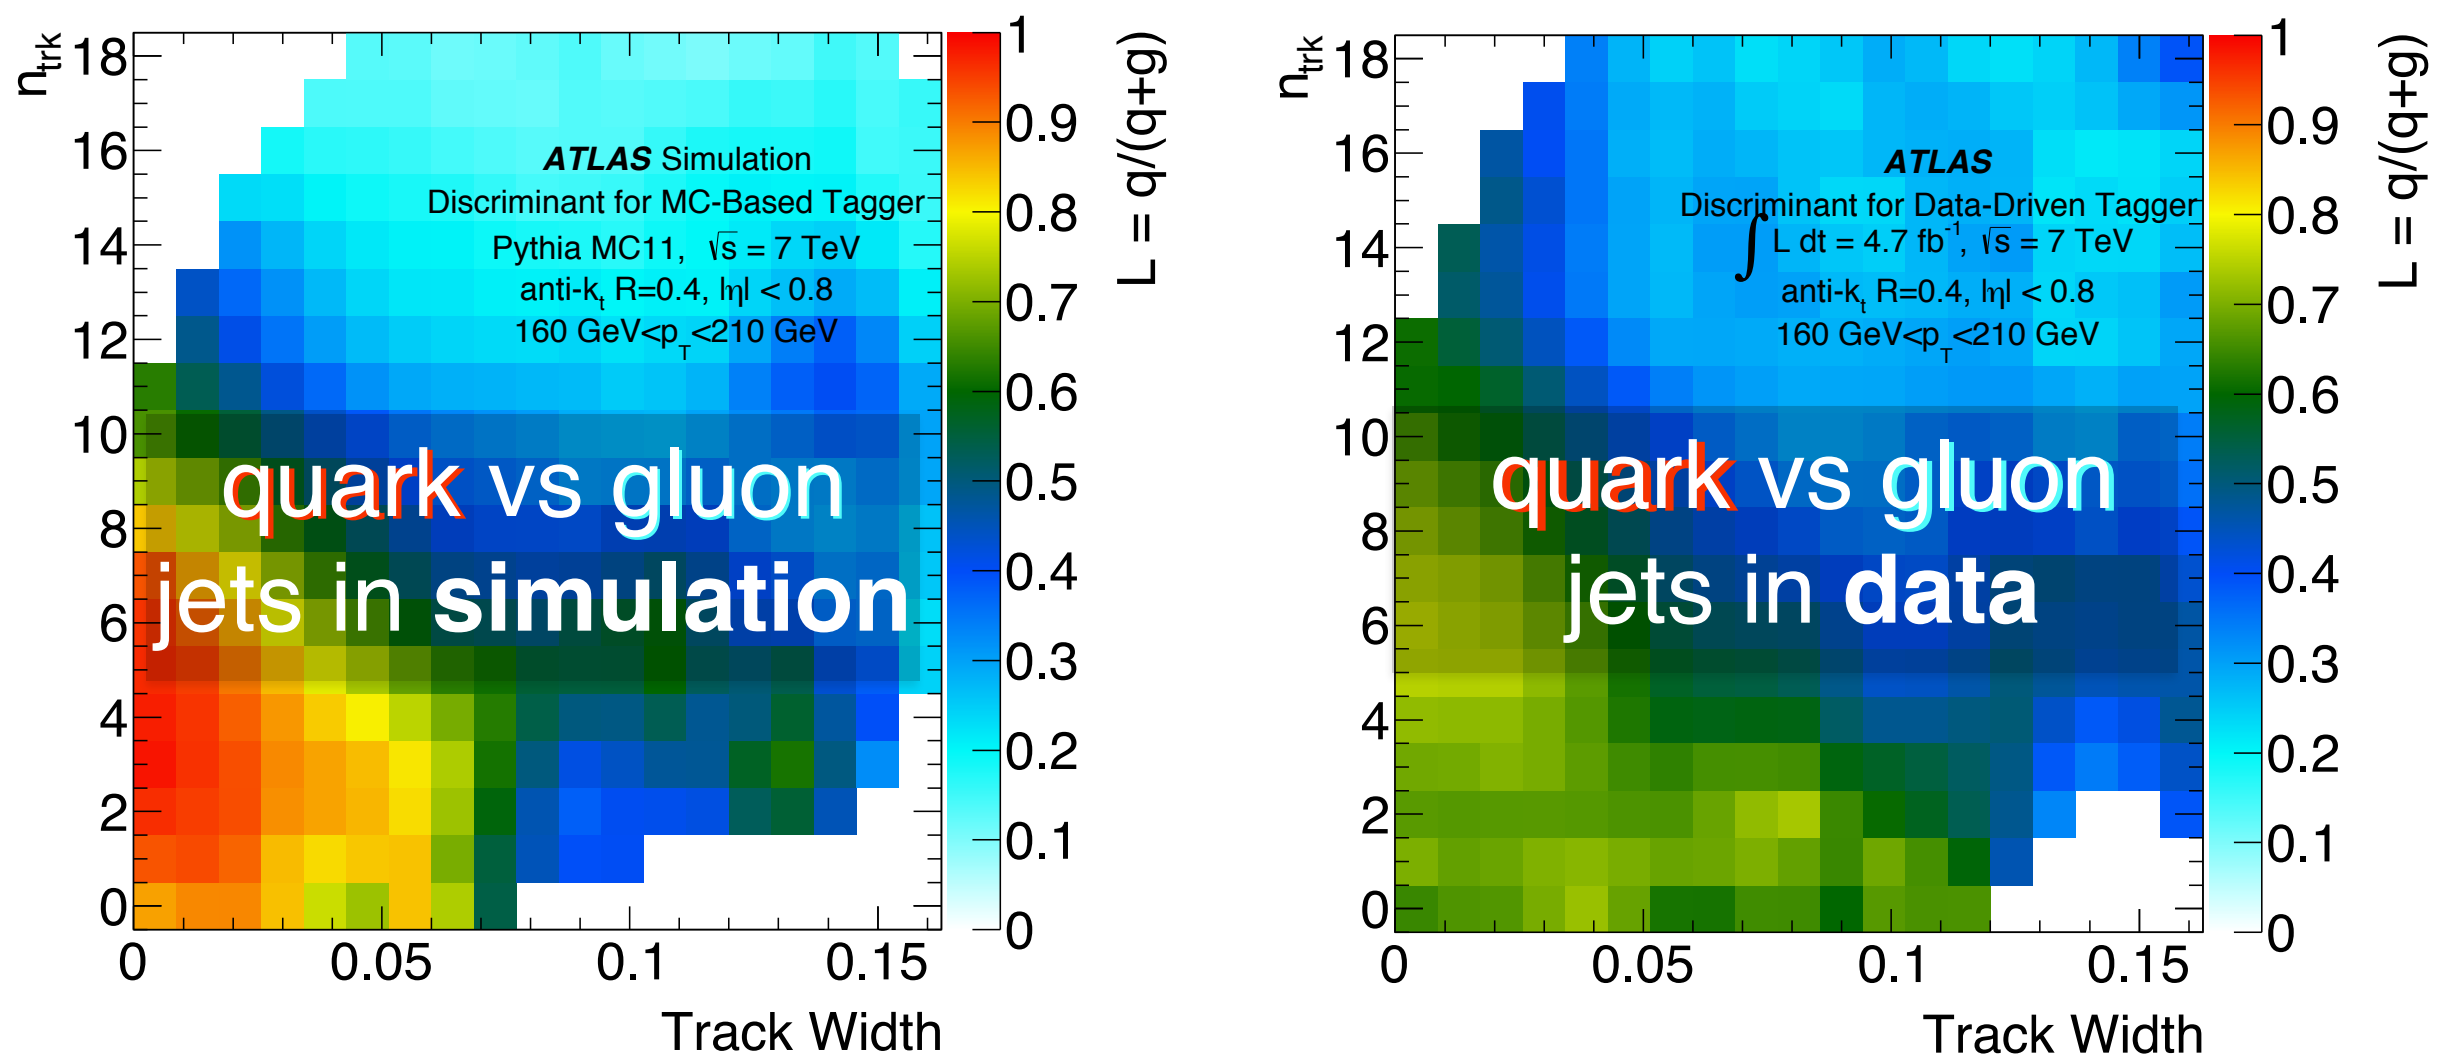 n_trk
18
16
14
12
10
8
6
4
2
0
0 0.05 0.1 0.15
Track Width
ATLAS Simulation
Discriminant for MC-Based Tagger
Pythia MC11, √s = 7 TeV
anti-k_t R=0.4, |η| < 0.8
160 GeV<p_T<210 GeV
quark vs gluon
jets in simulation
1
0.9
0.8
0.7
0.6
0.5
0.4
0.3
0.2
0.1
0
L = q/(q+g)
n_trk
18
16
14
12
10
8
6
4
2
0
0 0.05 0.1 0.15
Track Width
ATLAS
Discriminant for Data-Driven Tagger
∫ L dt = 4.7 fb^-1, √s = 7 TeV
anti-k_t R=0.4, |η| < 0.8
160 GeV<p_T<210 GeV
quark vs gluon
jets in data
1
0.9
0.8
0.7
0.6
0.5
0.4
0.3
0.2
0.1
0
L = q/(q+g)